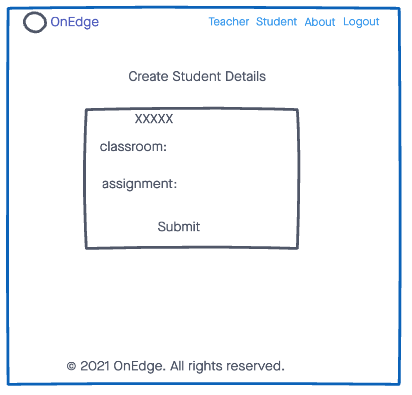 OnEdge Teacher Student About Logout
Create Student Details
XXXXX
classroom:
assignment:
Submit
© 2021 OnEdge. All rights reserved.